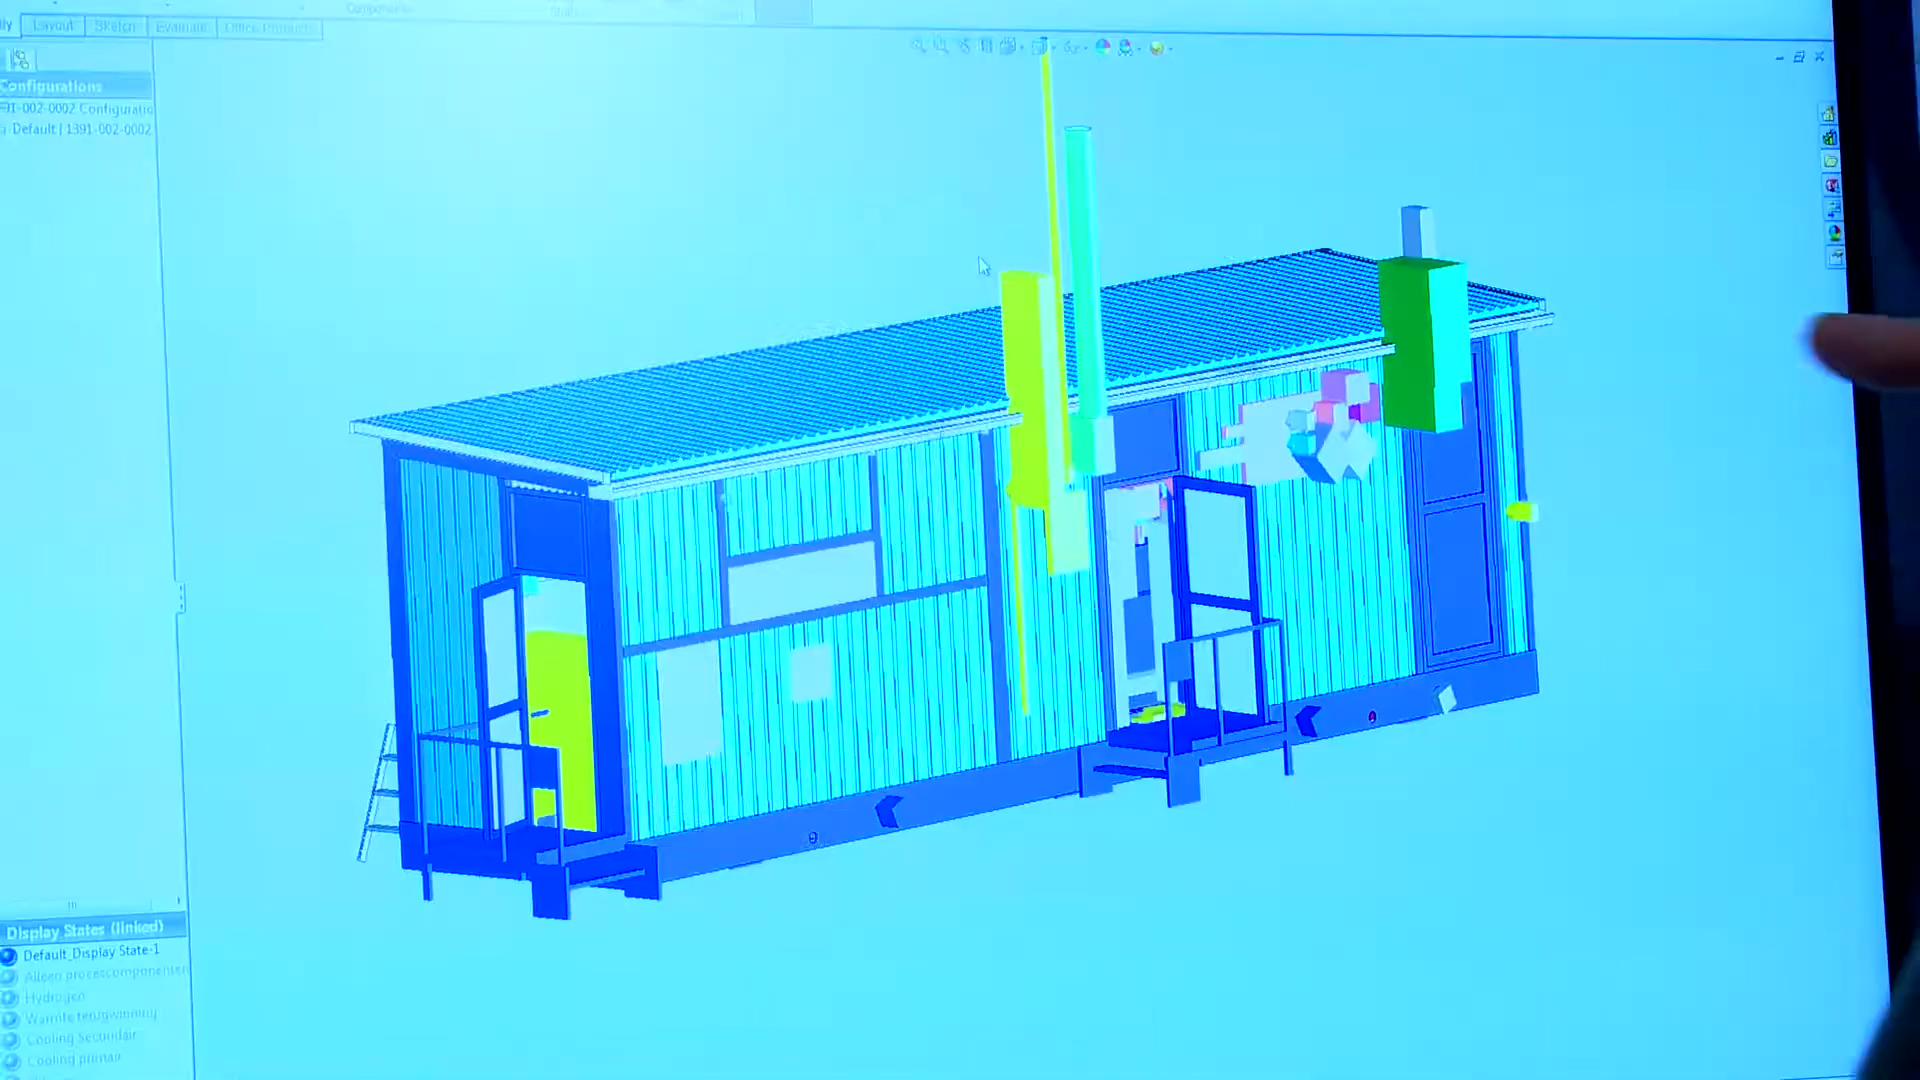 Layout Sketch Evaluate Office Products
Configurations
Default | 1391-002-0002
Display States (linked)
Default_Display State-1
Alleen procescomponenten
Hydrogen
Warmte terugwinning
Cooling Secundair
Cooling primair